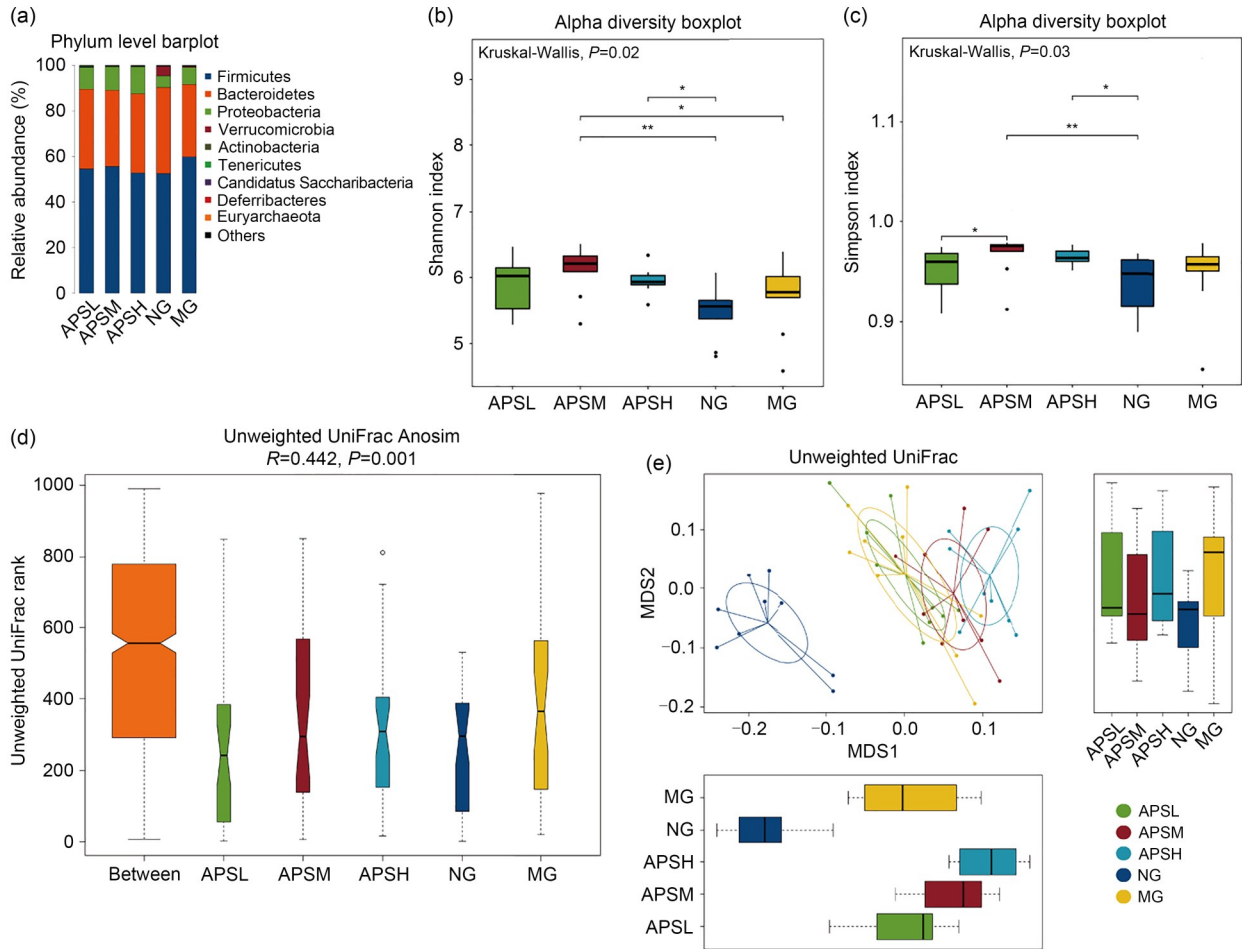 (a)
Phylum level barplot
Relative abundance (%)
100
80
60
40
20
0
APSL
APSM
APSH
NG
MG
Firmicutes
Bacteroidetes
Proteobacteria
Verrucomicrobia
Actinobacteria
Tenericutes
Candidatus Saccharibacteria
Deferribacteres
Euryarchaeota
Others
(b)
Alpha diversity boxplot
Kruskal-Wallis, P=0.02
Shannon index
9
7
6
5
*
*
**
APSL APSM APSH NG MG
(c)
Alpha diversity boxplot
Kruskal-Wallis, P=0.03
Simpson index
1.1
1.0
0.9
*
**
*
APSL APSM APSH NG MG
(d)
Unweighted UniFrac Anosim
R=0.442, P=0.001
Unweighted UniFrac rank
1000
800
600
400
200
0
Between APSL APSM APSH NG MG
(e)
Unweighted UniFrac
MDS2
0.1
0.0
−0.1
−0.2
−0.2 −0.1 0.0 0.1
MDS1
APSL
APSM
APSH
NG
MG
MG
NG
APSH
APSM
APSL
APSL
APSM
APSH
NG
MG